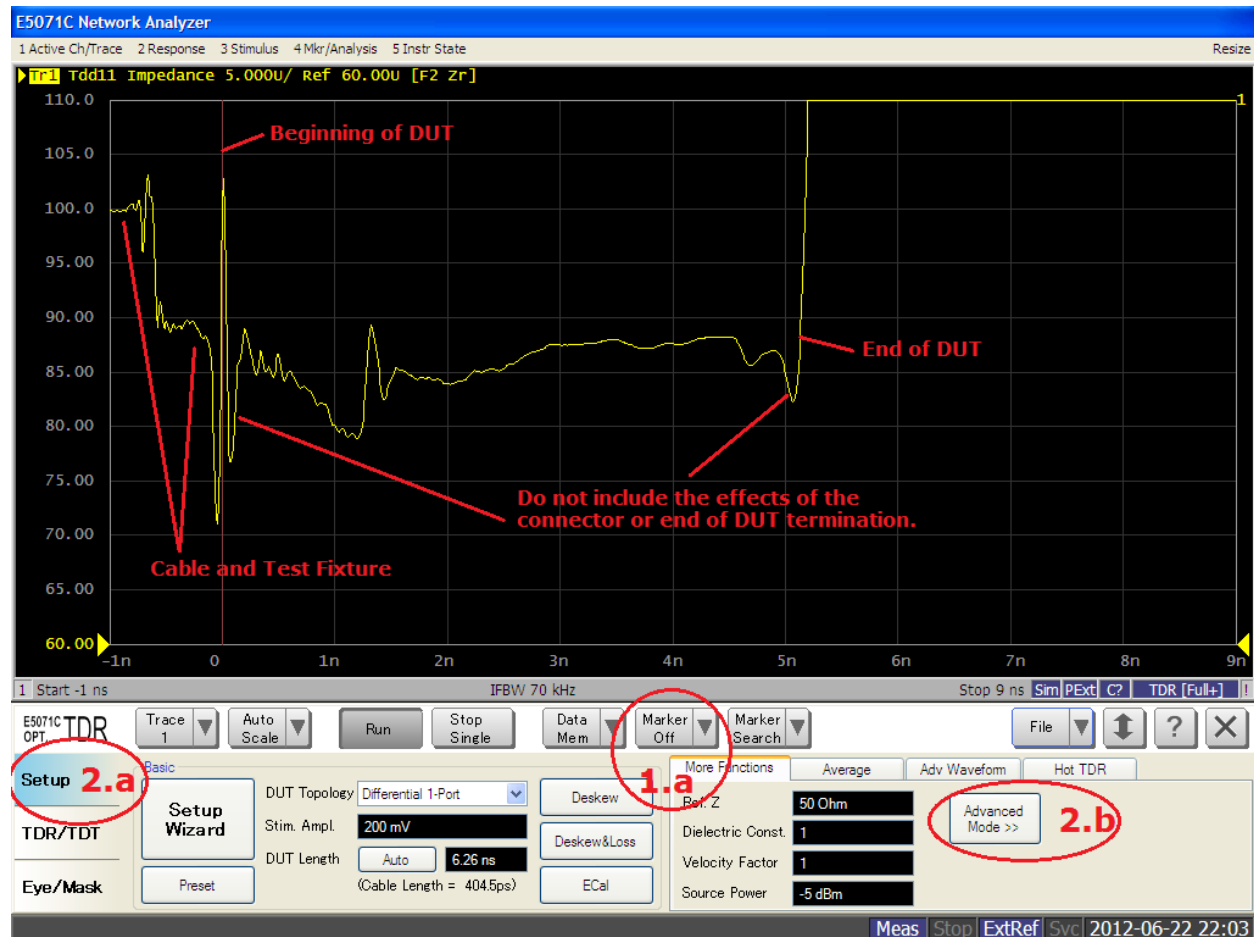 E5071C Network Analyzer
1 Active Ch/Trace 2 Response 3 Stimulus 4 Mkr/Analysis 5 Instr State Resize
Tr1 Tdd11 Impedance 5.000U/ Ref 60.00U [F2 Zr]
110.0
1
Beginning of DUT
105.0
100.0
95.00
90.00
End of DUT
85.00
80.00
75.00
Do not include the effects of the
connector or end of DUT termination.
70.00
Cable and Test Fixture
65.00
60.00
-1n 0 1n 2n 3n 4n 5n 6n 7n 8n 9n
1 Start -1 ns IFBW 70 kHz Stop 9 ns Sim PExt C? TDR [Full+] !
E5071C OPT. TDR
Trace 1
Auto Scale
Run
Stop Single
Data Mem
Marker Off
Marker Search
File
?
Setup 2.a
TDR/TDT
Eye/Mask
Basic
Setup Wizard
Preset
DUT Topology Differential 1-Port
Stim. Ampl. 200 mV
DUT Length Auto 6.26 ns
(Cable Length = 404.5ps)
Deskew
Deskew&Loss
ECal
1.a
More Functions Average Adv Waveform Hot TDR
Ref. Z 50 Ohm
Dielectric Const. 1
Velocity Factor 1
Source Power -5 dBm
Advanced Mode >>
2.b
Meas Stop ExtRef Svc 2012-06-22 22:03